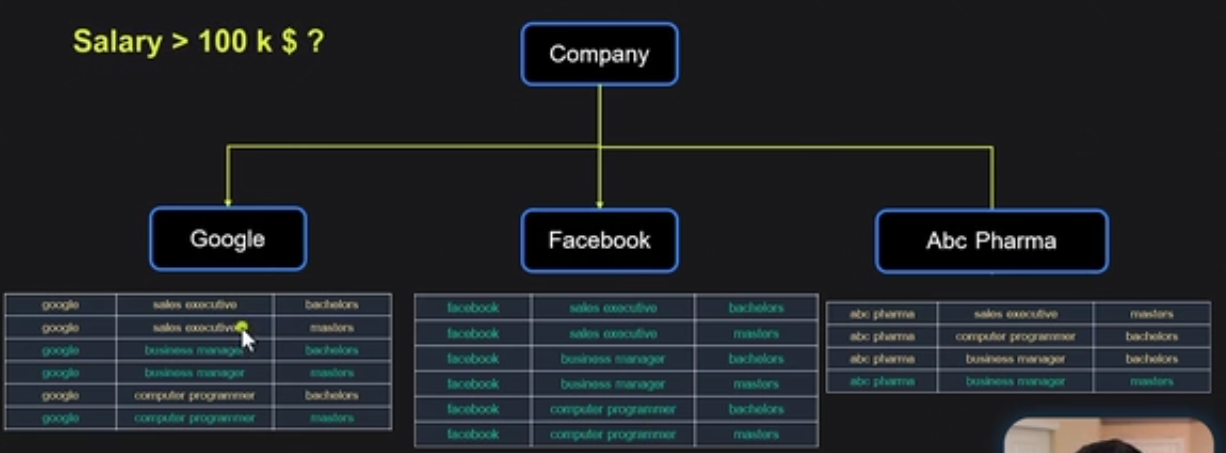 Salary > 100 k $ ?
Company
Google
Facebook
Abc Pharma
google sales executive bachelors
google sales executive masters
google business manager bachelors
google business manager masters
google computer programmer bachelors
google computer programmer masters
facebook sales executive bachelors
facebook sales executive masters
facebook business manager bachelors
facebook business manager masters
facebook computer programmer bachelors
facebook computer programmer masters
abc pharma sales executive masters
abc pharma computer programmer bachelors
abc pharma business manager bachelors
abc pharma business manager masters